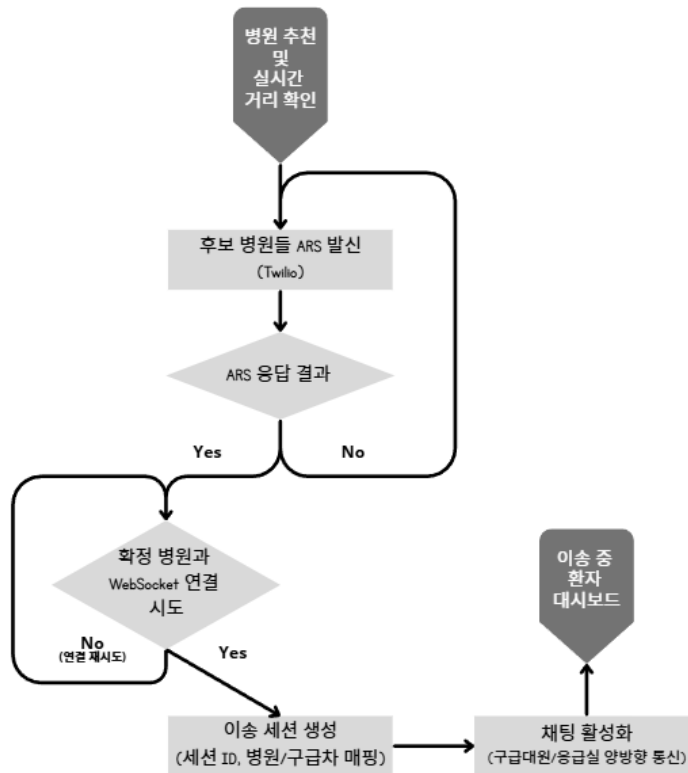 병원 추천
및
실시간
거리 확인
후보 병원들 ARS 발신
(Twilio)
ARS 응답 결과
Yes
No
확정 병원과
WebSocket 연결
시도
No
(연결 재시도)
Yes
이송 세션 생성
(세션 ID, 병원/구급차 매핑)
채팅 활성화
(구급대원/응급실 양방향 통신)
이송 중
환자
대시보드